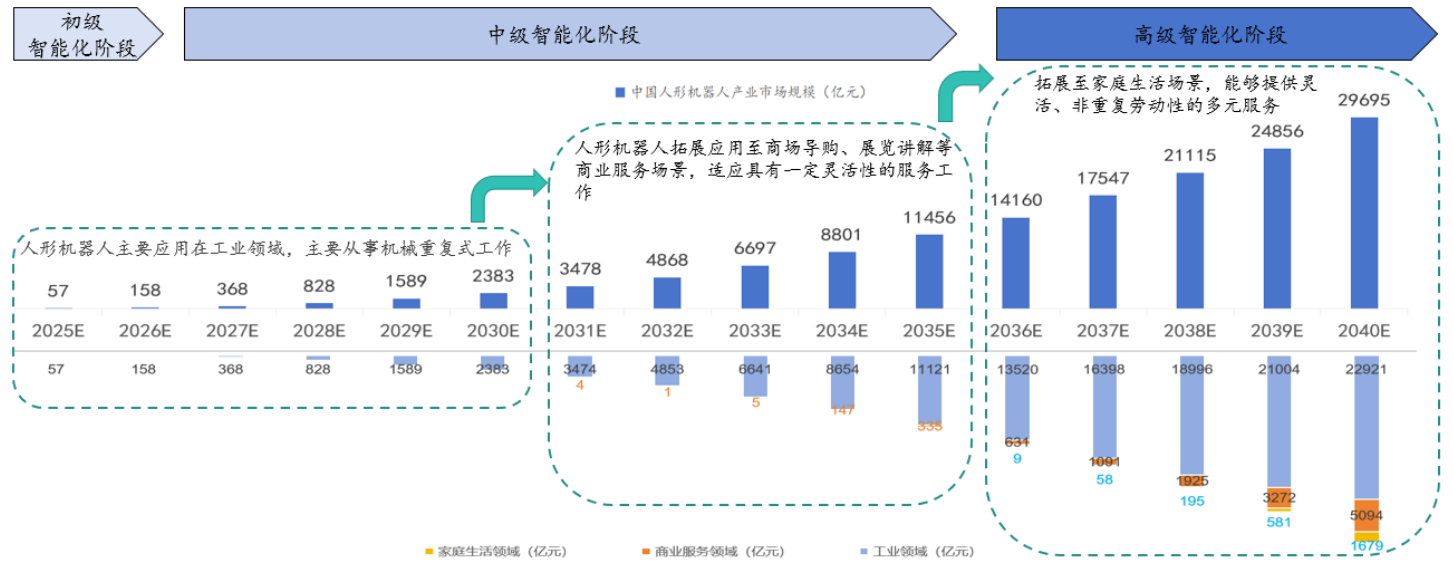 初级
智能化阶段
中级智能化阶段
高级智能化阶段
中国人形机器人产业市场规模（亿元）
拓展至家庭生活场景，能够提供灵
活、非重复劳动性的多元服务
人形机器人拓展应用至商场导购、展览讲解等
商业服务场景，适应具有一定灵活性的服务工
作
人形机器人主要应用在工业领域，主要从事机械重复式工作
57 158 368 828 1589 2383 3478 4868 6697 8801 11456 14160 17547 21115 24856 29695
2025E 2026E 2027E 2028E 2029E 2030E 2031E 2032E 2033E 2034E 2035E 2036E 2037E 2038E 2039E 2040E
57 158 368 828 1589 2383 3474 4853 6641 8654 11121 13520 16398 18996 21004 22921
4 1 5 147 335 631 1091 1925 3272 5094
9 58 195 581 1679
家庭生活领域（亿元） 商业服务领域（亿元） 工业领域（亿元）